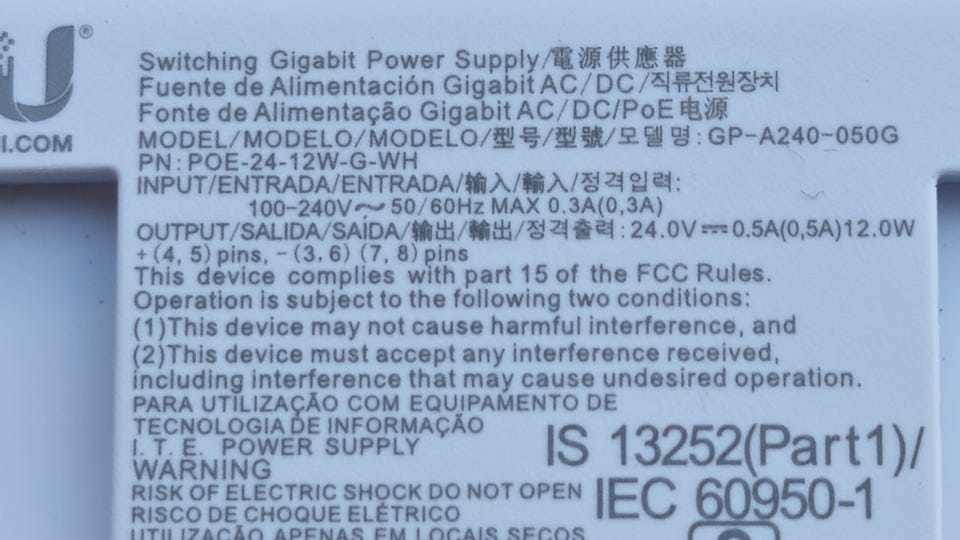 U®
I.COM
Switching Gigabit Power Supply/電源供應器
Fuente de Alimentación Gigabit AC/DC/직류전원장치
Fonte de Alimentação Gigabit AC/DC/PoE 电源
MODEL/MODELO/MODELO/型号/型號/모델명: GP-A240-050G
PN: POE-24-12W-G-WH
INPUT/ENTRADA/ENTRADA/输入/輸入/정격입력:
100-240V～50/60Hz MAX 0.3A(0,3A)
OUTPUT/SALIDA/SAÍDA/输出/輸出/정격출력: 24.0V⎓0.5A(0,5A)12.0W
+(4, 5) pins, -(3, 6) (7, 8) pins
This device complies with part 15 of the FCC Rules.
Operation is subject to the following two conditions:
(1)This device may not cause harmful interference, and
(2)This device must accept any interference received,
including interference that may cause undesired operation.
PARA UTILIZAÇÃO COM EQUIPAMENTO DE
TECNOLOGIA DE INFORMAÇÃO
I. T. E. POWER SUPPLY
WARNING
RISK OF ELECTRIC SHOCK DO NOT OPEN
RISCO DE CHOQUE ELÉTRICO
UTILIZAÇÃO APENAS EM LOCAIS SECOS
IS 13252(Part1)/
IEC 60950-1